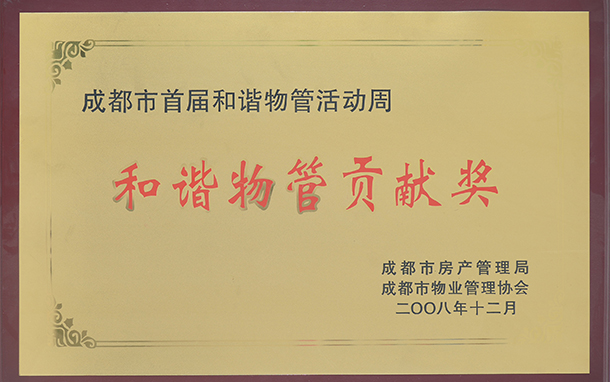 成都市首届和谐物管活动周
和谐物管贡献奖
成都市房产管理局
成都市物业管理协会
二〇〇八年十二月